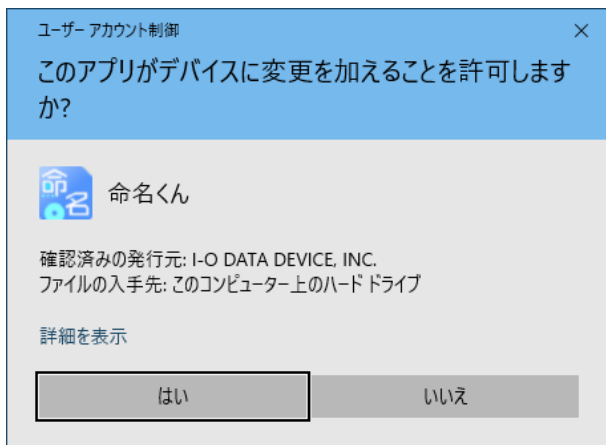 ユーザー アカウント制御
このアプリがデバイスに変更を加えることを許可します
か?
命名
命名くん
確認済みの発行元: I-O DATA DEVICE, INC.
ファイルの入手先: このコンピューター上のハード ドライブ
詳細を表示
はい
いいえ